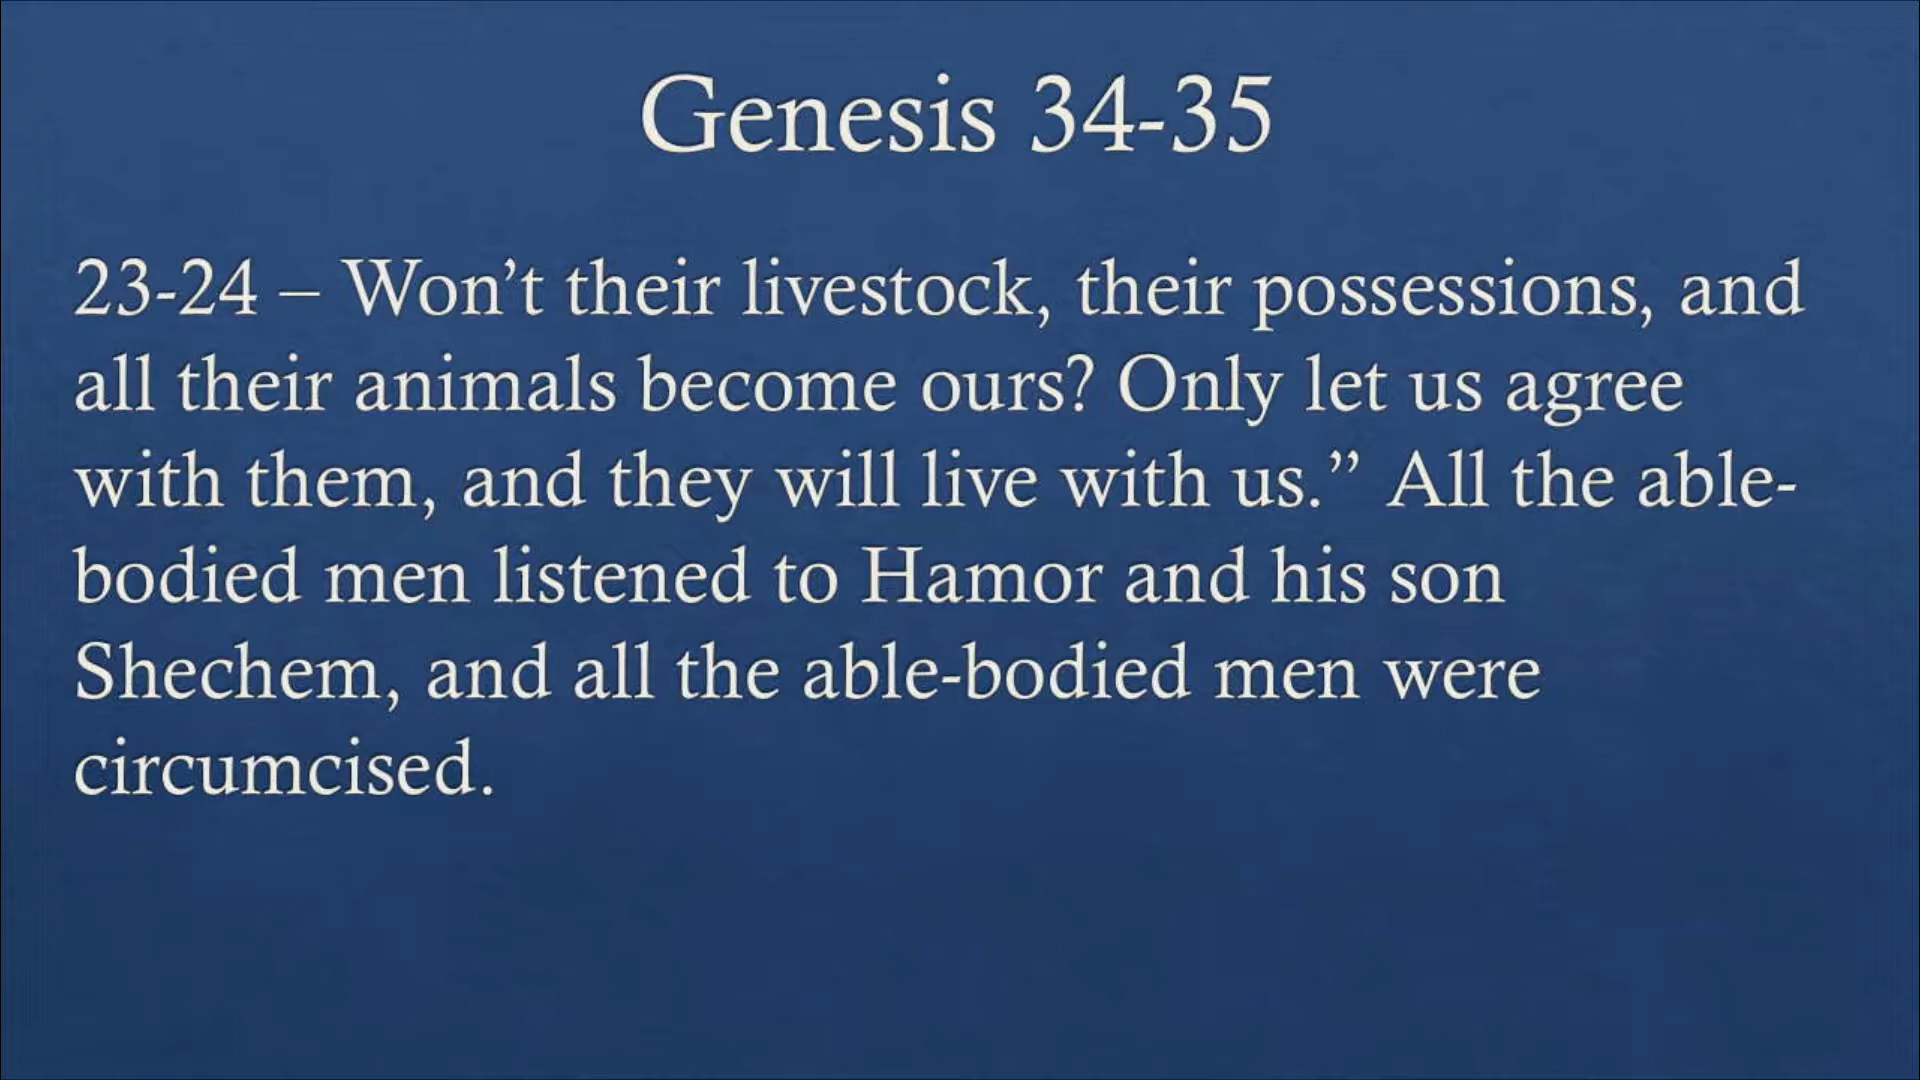 Genesis 34-35
23-24 – Won’t their livestock, their possessions, and
all their animals become ours? Only let us agree
with them, and they will live with us.” All the able-
bodied men listened to Hamor and his son
Shechem, and all the able-bodied men were
circumcised.